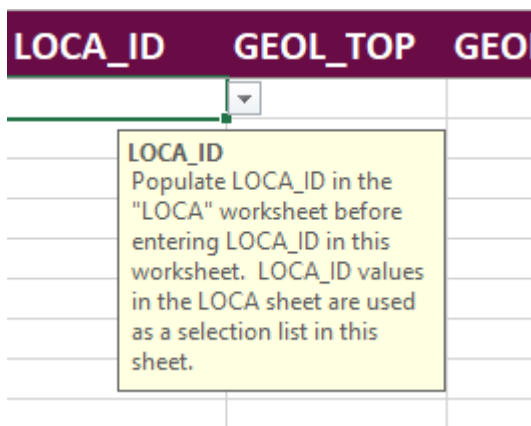 LOCA_ID GEOL_TOP GEO
LOCA_ID
Populate LOCA_ID in the
"LOCA" worksheet before
entering LOCA_ID in this
worksheet.  LOCA_ID values
in the LOCA sheet are used
as a selection list in this
sheet.